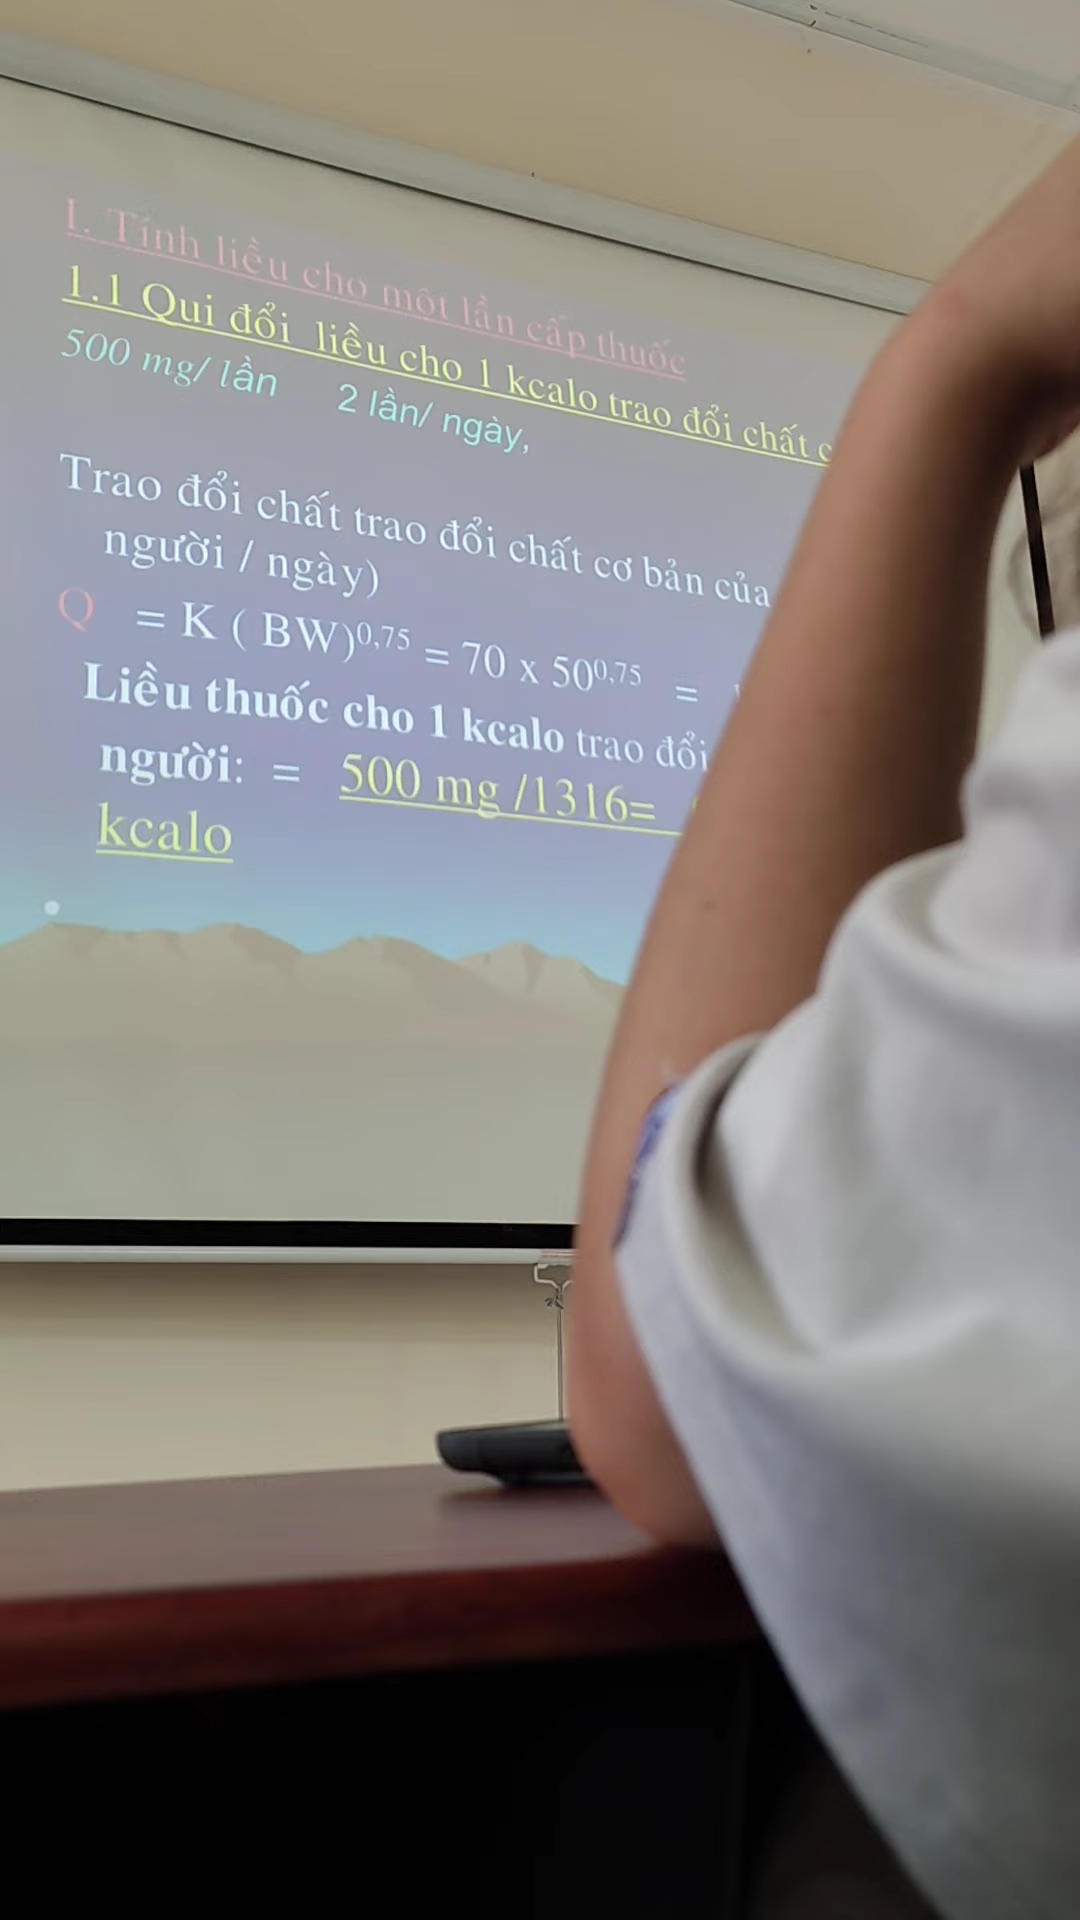 I. Tính liều cho một lần cấp thuốc
1.1 Qui đổi liều cho 1 kcalo trao đổi chất c
500 mg/ lần 2 lần/ ngày,
Trao đổi chất trao đổi chất cơ bản của
người / ngày)
Q = K ( BW)^0,75 = 70 x 50^0,75 =
Liều thuốc cho 1 kcalo trao đổi
người: = 500 mg /1316=
kcalo